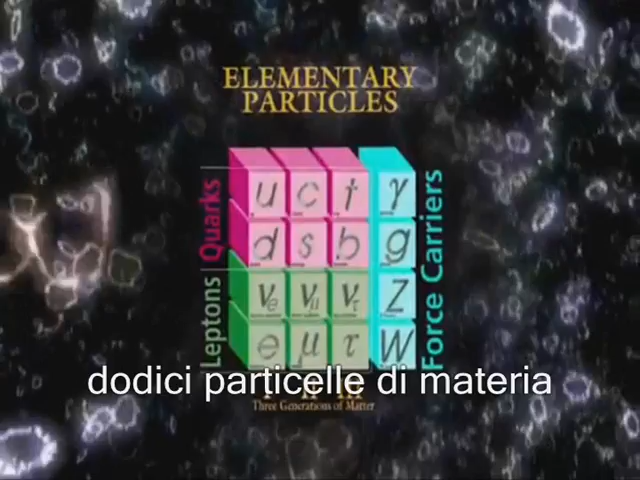 ELEMENTARY
PARTICLES
Quarks
Leptons
Force Carriers
u c t γ
d s b g
νe νμ ντ Z
e μ τ W
dodici particelle di materia
Three Generations of Matter